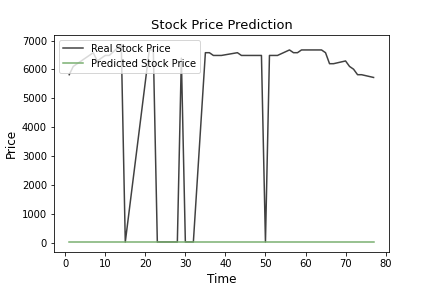 Stock Price Prediction
7000
6000
5000
4000
3000
2000
1000
0
Price
Real Stock Price
Predicted Stock Price
0 10 20 30 40 50 60 70 80
Time